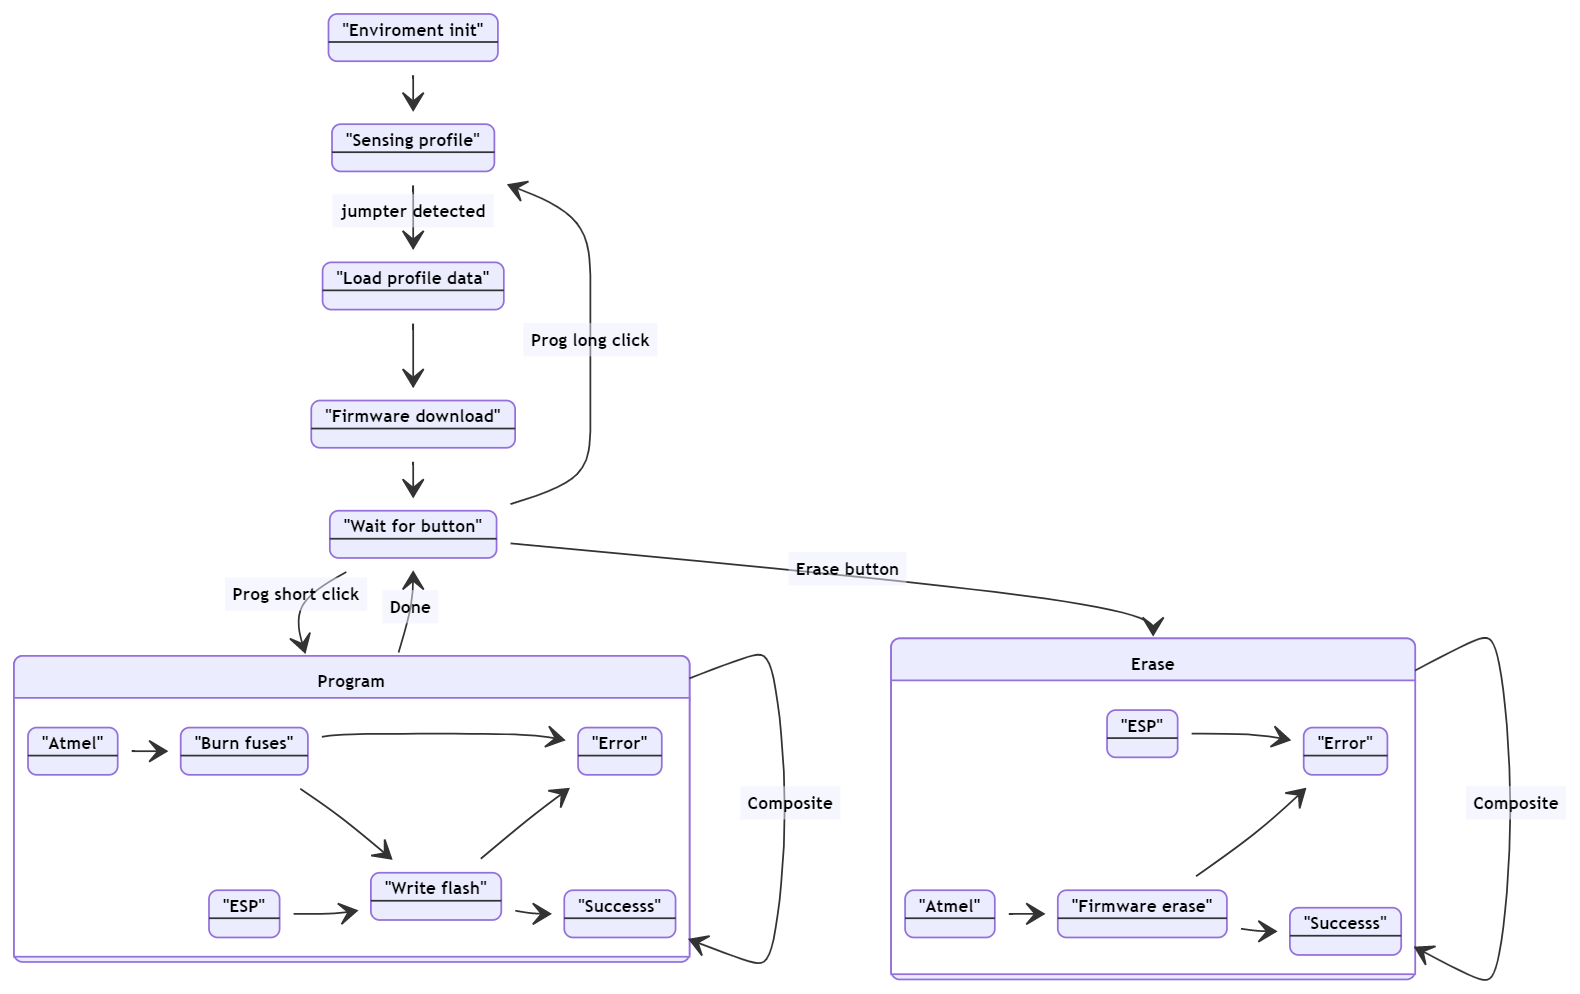 "Enviroment init"
"Sensing profile"
jumpter detected
"Load profile data"
Prog long click
"Firmware download"
"Wait for button"
Erase button
Prog short click
Done
Program
"Atmel"
"Burn fuses"
"Error"
Composite
"ESP"
"Write flash"
"Successs"
Erase
"ESP"
"Error"
Composite
"Atmel"
"Firmware erase"
"Successs"